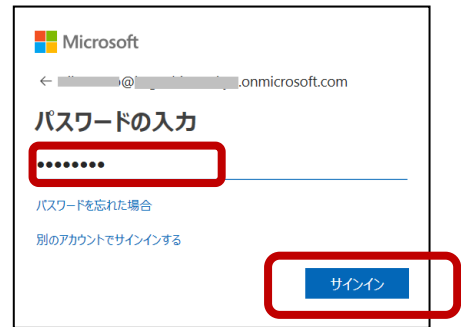 Microsoft
← @ .onmicrosoft.com
パスワードの入力
••••••••
パスワードを忘れた場合
別のアカウントでサインインする
サインイン